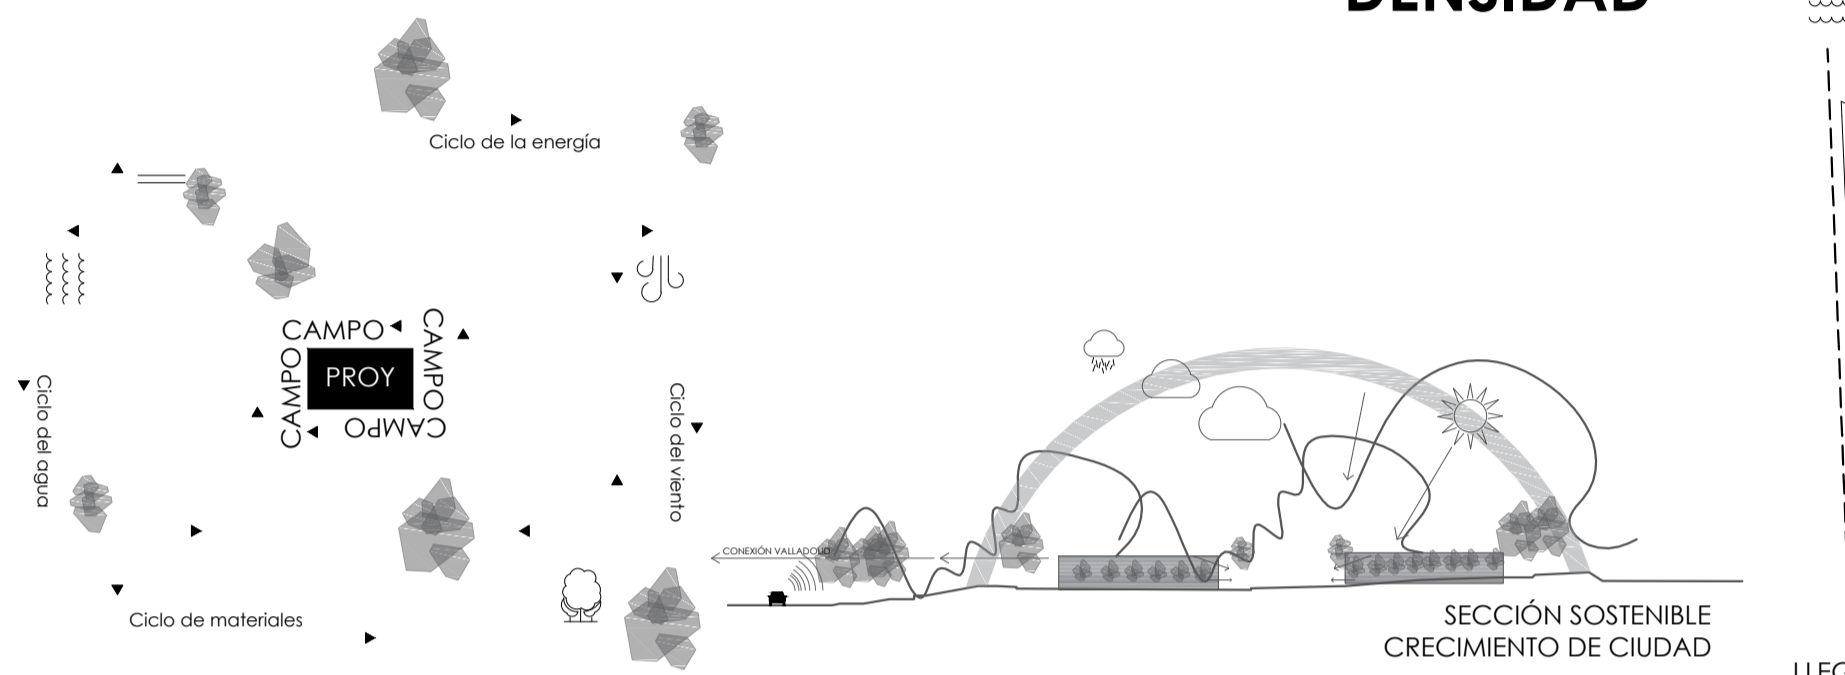 DENSIDAD
Ciclo de la energía
CAMPO
CAMPO
CAMPO
CAMPO
PROY
Ciclo del agua
Ciclo del viento
Ciclo de materiales
CONEXIÓN VALLADOLID
SECCIÓN SOSTENIBLE
CRECIMIENTO DE CIUDAD